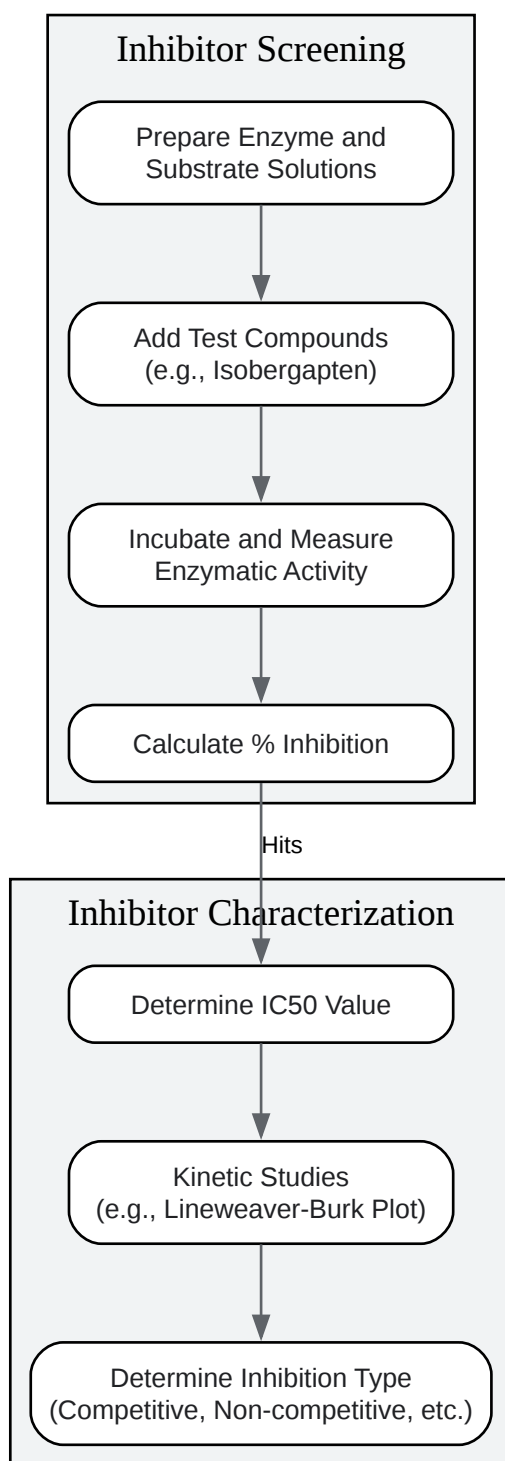 Inhibitor Screening
Prepare Enzyme and
Substrate Solutions
Add Test Compounds
(e.g., Isobergapten)
Incubate and Measure
Enzymatic Activity
Calculate % Inhibition
Hits
Inhibitor Characterization
Determine IC50 Value
Kinetic Studies
(e.g., Lineweaver-Burk Plot)
Determine Inhibition Type
(Competitive, Non-competitive, etc.)